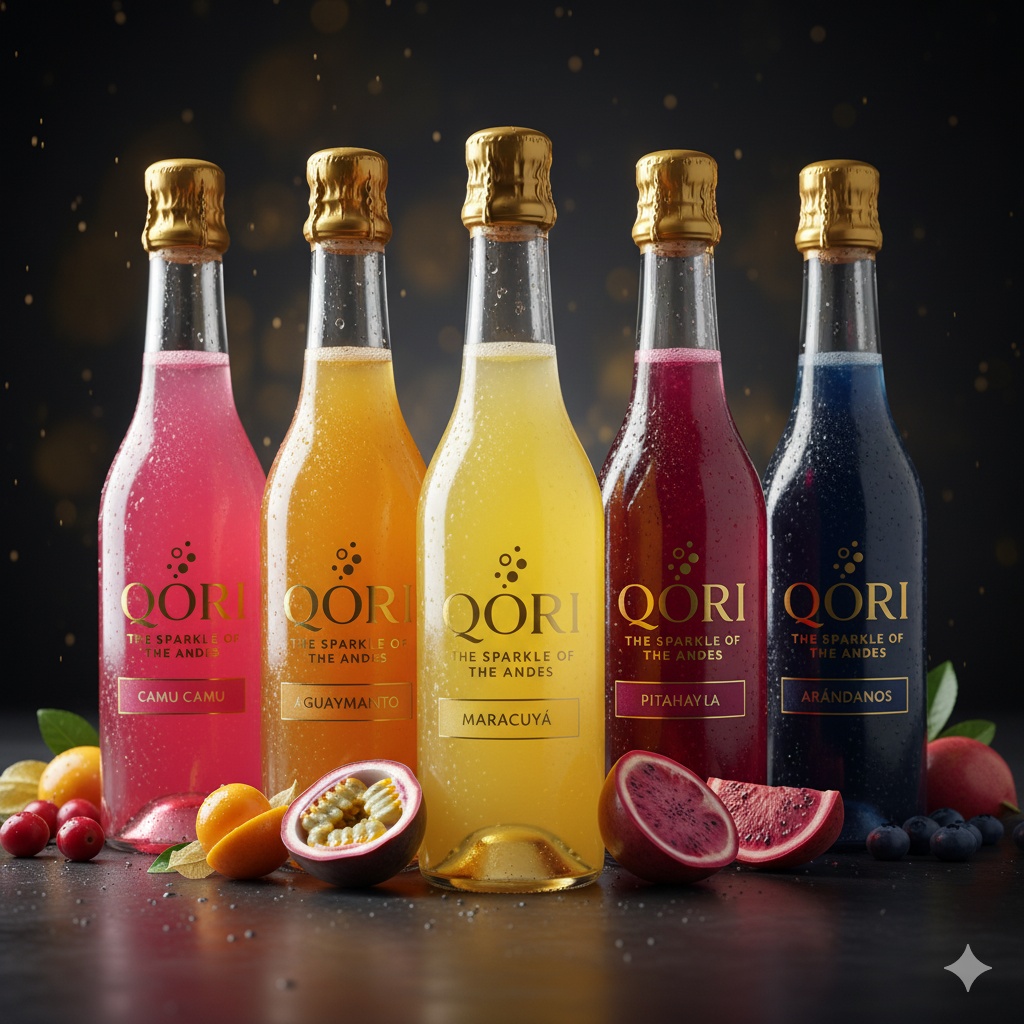 QORI
THE SPARKLE OF
THE ANDES
CAMU CAMU
QORI
THE SPARKLE OF
THE ANDES
AGUAYMANTO
QORI
THE SPARKLE OF
THE ANDES
MARACUYÁ
QORI
THE SPARKLE OF
THE ANDES
PITAHAYLA
QORI
THE SPARKLE OF
THE ANDES
ARÁNDANOS